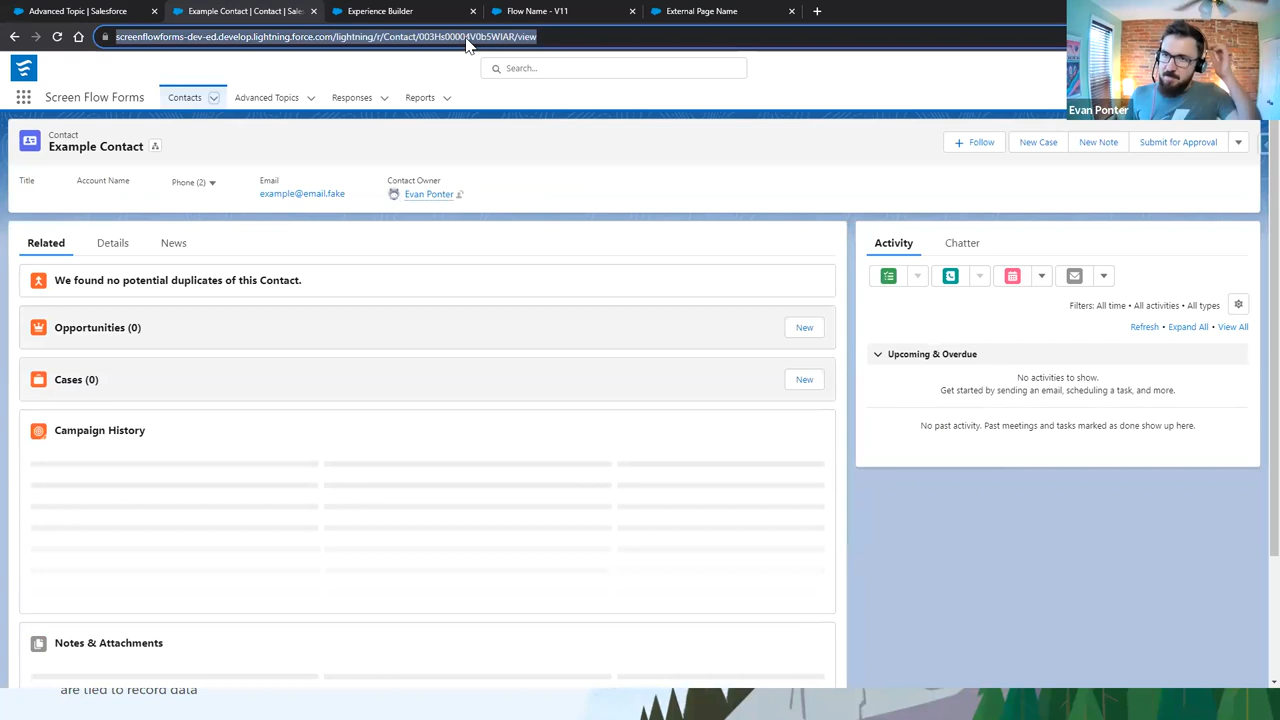 Advanced Topic | Salesforce
Example Contact | Contact | Sales
Experience Builder
Flow Name - V11
External Page Name
screenflowforms-dev-ed.develop.lightning.force.com/lightning/r/Contact/003Hs00004V0b5WIAR/view
Search...
Evan Ponter
Screen Flow Forms
Contacts
Advanced Topics
Responses
Reports
Contact
Example Contact
Follow
New Case
New Note
Submit for Approval
Title
Account Name
Phone (2)
Email
example@email.fake
Contact Owner
Evan Ponter
Related
Details
News
We found no potential duplicates of this Contact.
Opportunities (0)
New
Cases (0)
New
Campaign History
Notes & Attachments
Activity
Chatter
Filters: All time • All activities • All types
Refresh • Expand All • View All
Upcoming & Overdue
No activities to show.
Get started by sending an email, scheduling a task, and more.
No past activity. Past meetings and tasks marked as done show up here.
are tied to record data